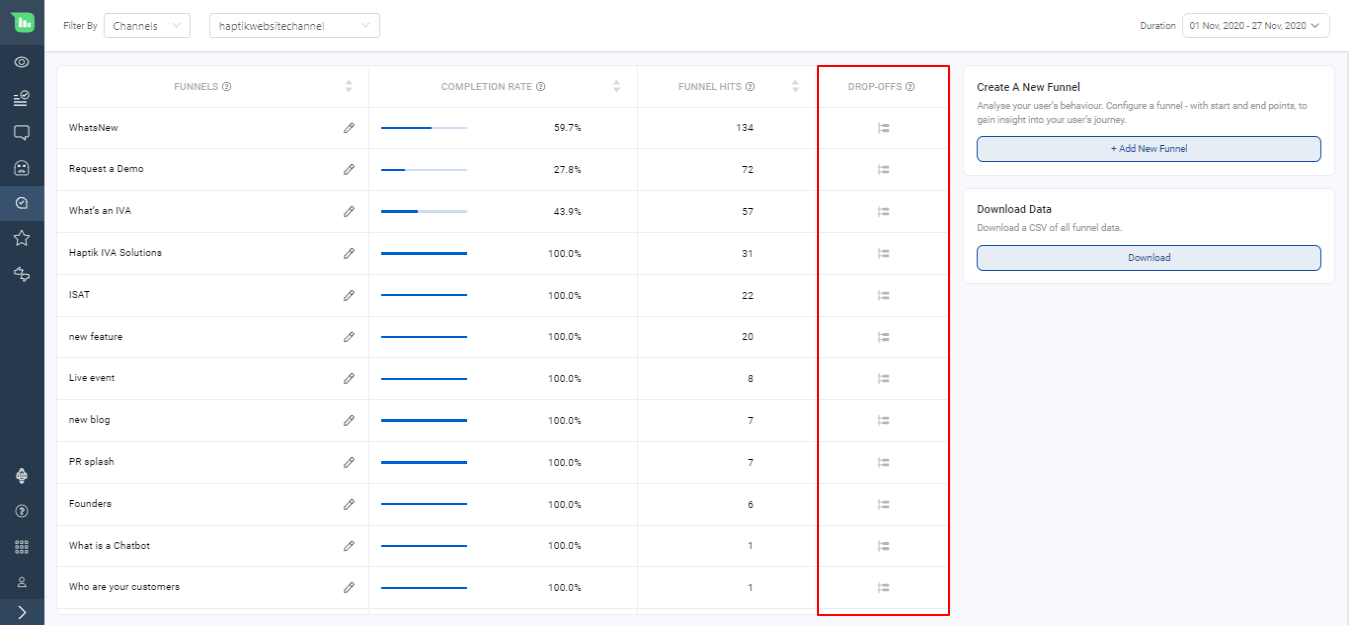 Filter By Channels haptikwebsitechannel Duration 01 Nov, 2020 - 27 Nov, 2020
FUNNELS COMPLETION RATE FUNNEL HITS DROP-OFFS
WhatsNew 59.7% 134
Request a Demo 27.8% 72
What's an IVA 43.9% 57
Haptik IVA Solutions 100.0% 31
ISAT 100.0% 22
new feature 100.0% 20
Live event 100.0% 8
new blog 100.0% 7
PR splash 100.0% 7
Founders 100.0% 6
What is a Chatbot 100.0% 1
Who are your customers 100.0% 1
Create A New Funnel
Analyse your user's behaviour. Configure a funnel - with start and end points, to
gain insight into your user's journey.
+ Add New Funnel
Download Data
Download a CSV of all funnel data.
Download